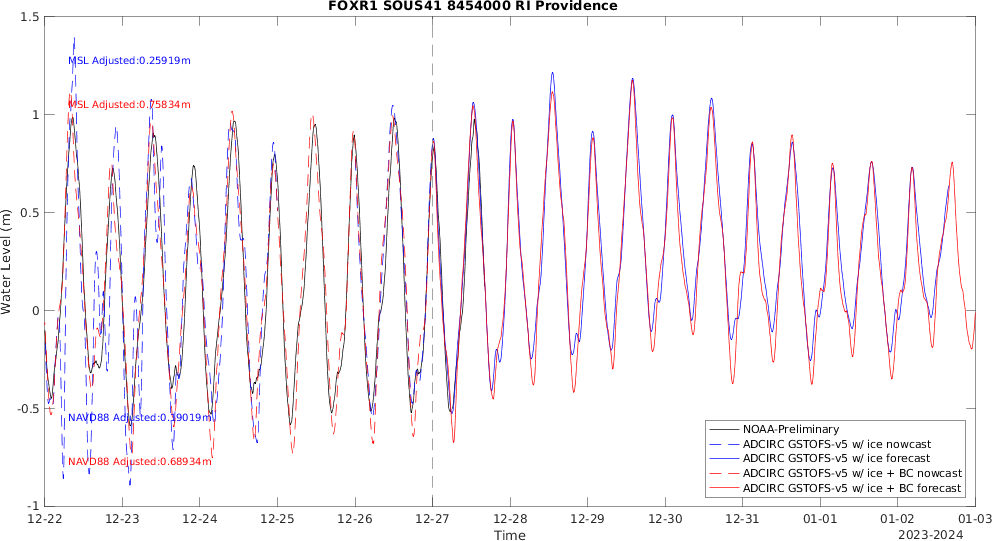 FOXR1 SOUS41 8454000 RI Providence
1.5
1
0.5
0
-0.5
-1
Water Level (m)
MSL Adjusted:0.25919m
MSL Adjusted:0.75834m
NAVD88 Adjusted:0.19019m
NAVD88 Adjusted:0.68934m
NOAA-Preliminary
ADCIRC GSTOFS-v5 w/ ice nowcast
ADCIRC GSTOFS-v5 w/ ice forecast
ADCIRC GSTOFS-v5 w/ ice + BC nowcast
ADCIRC GSTOFS-v5 w/ ice + BC forecast
12-22 12-23 12-24 12-25 12-26 12-27 12-28 12-29 12-30 12-31 01-01 01-02 01-03
Time
2023-2024